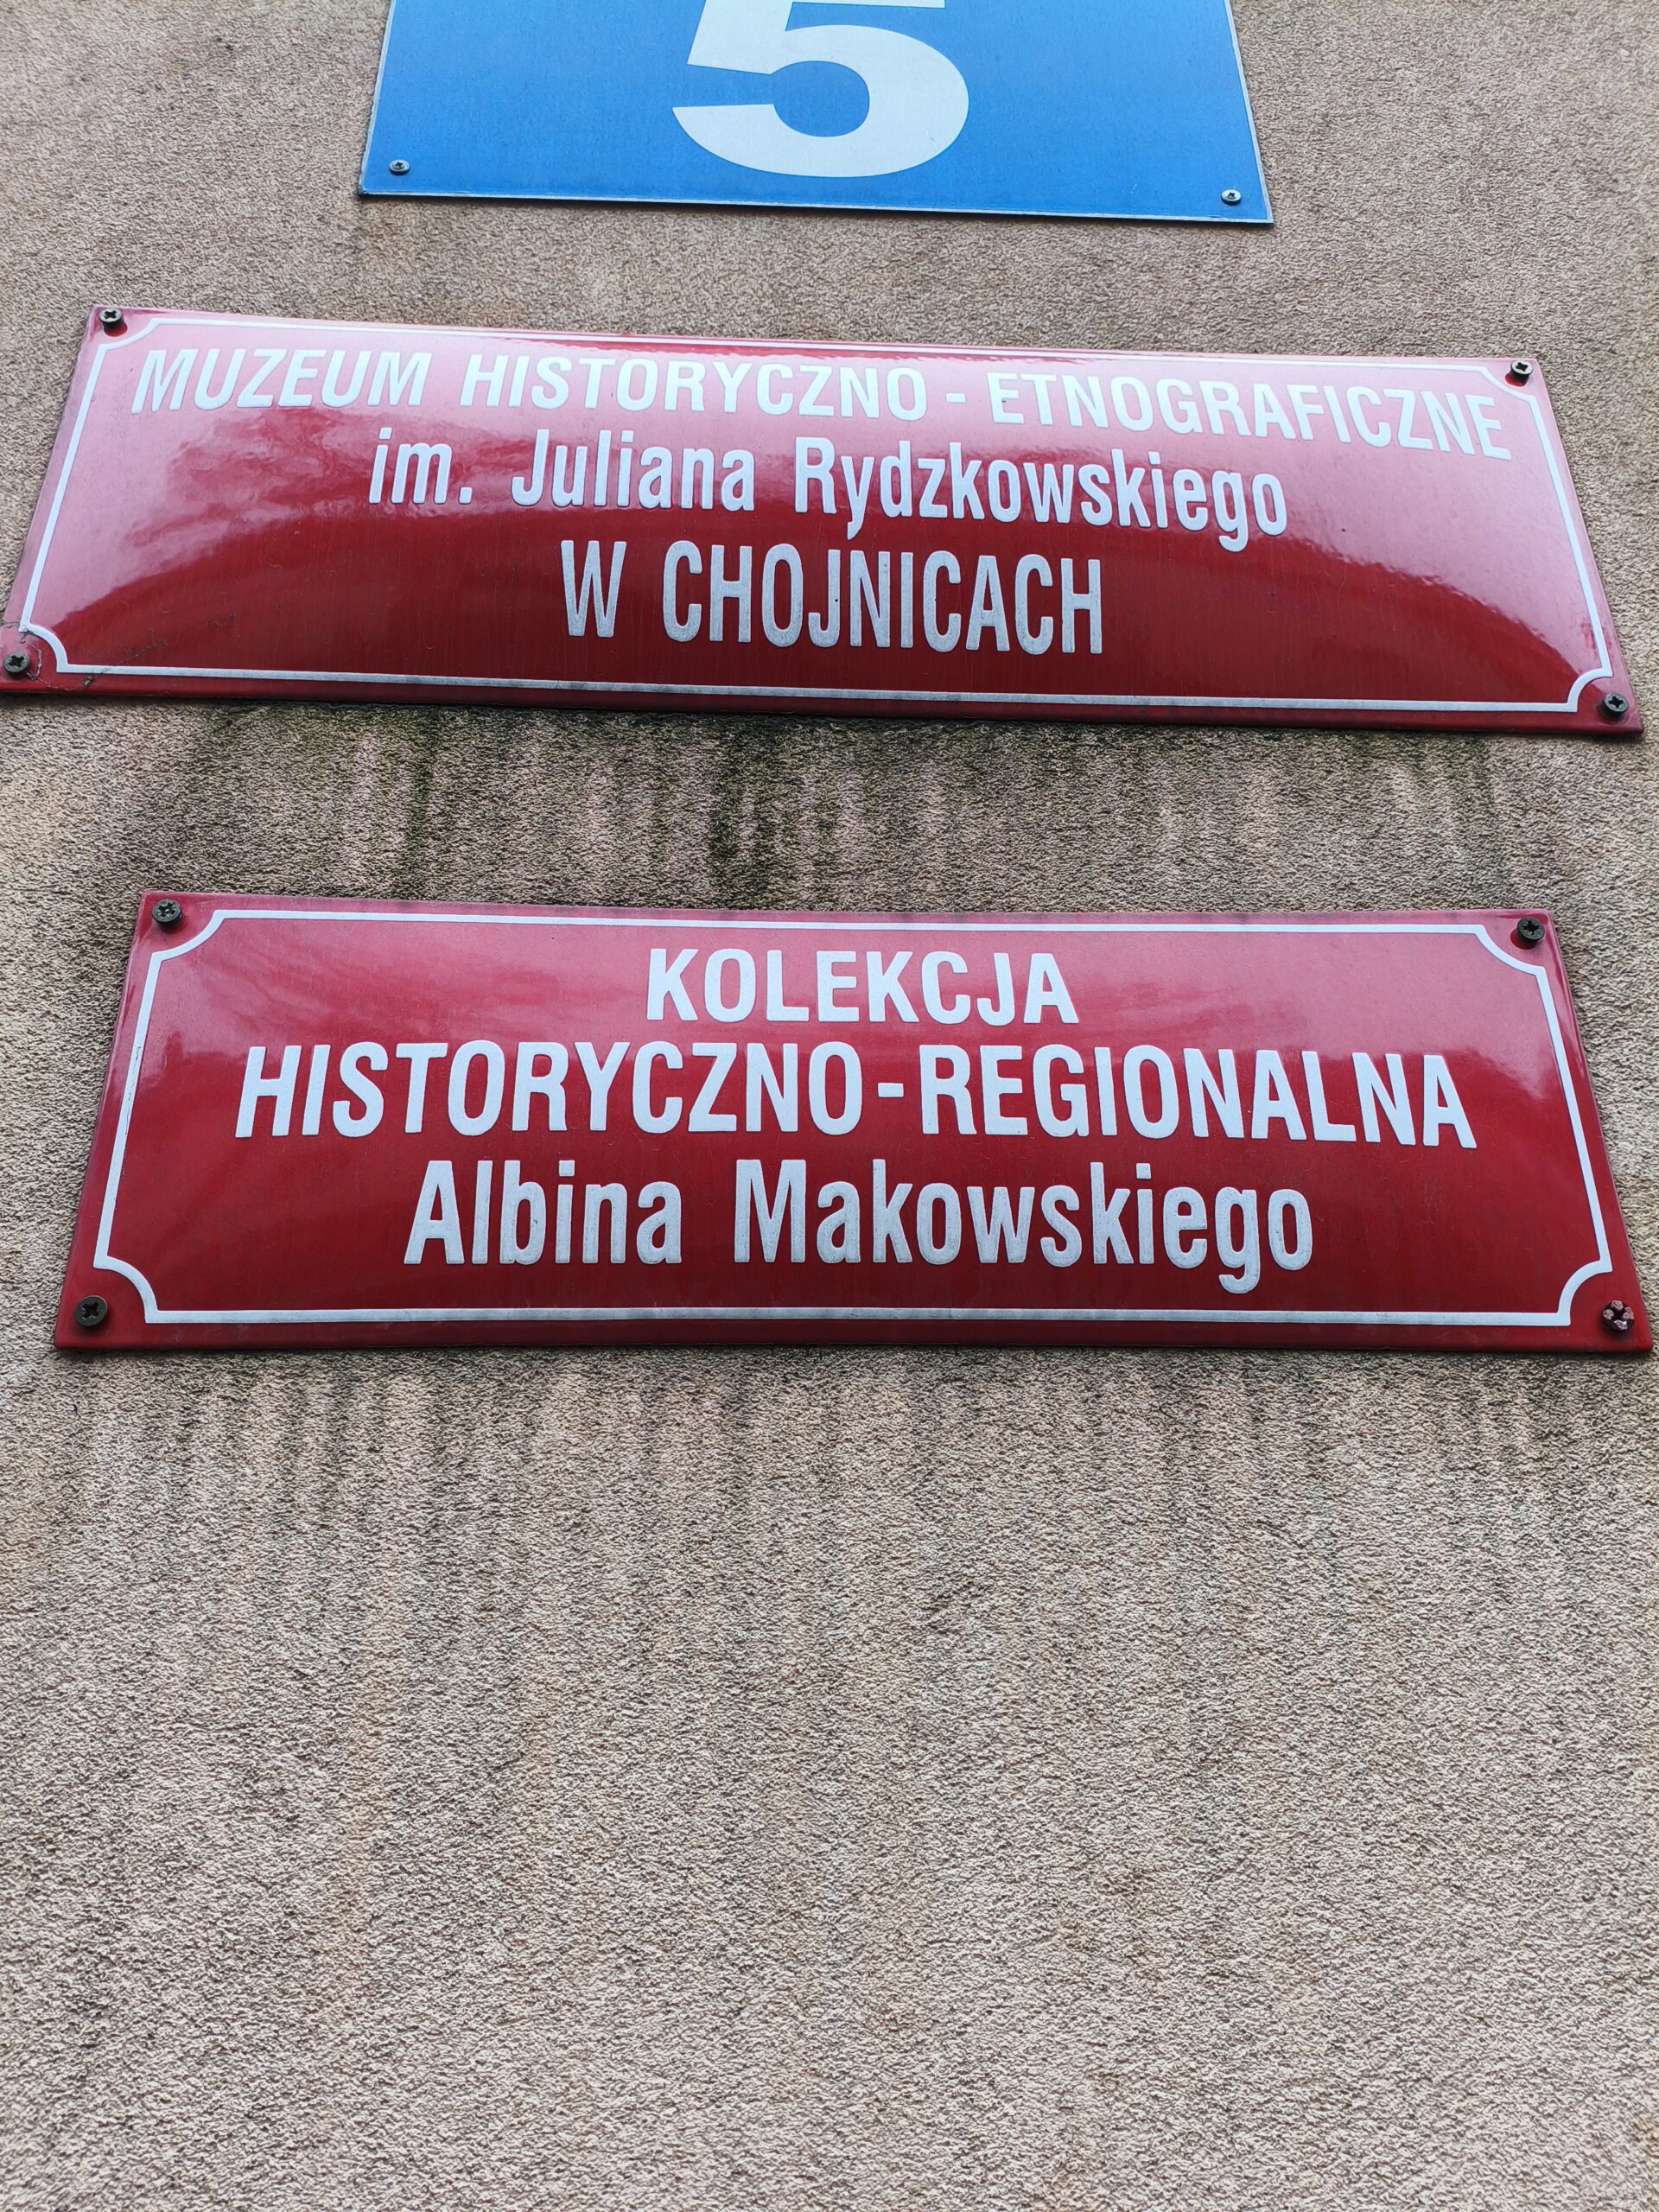 5
MUZEUM HISTORYCZNO - ETNOGRAFICZNE
im. Juliana Rydzkowskiego
W CHOJNICACH
KOLEKCJA
HISTORYCZNO-REGIONALNA
Albina Makowskiego